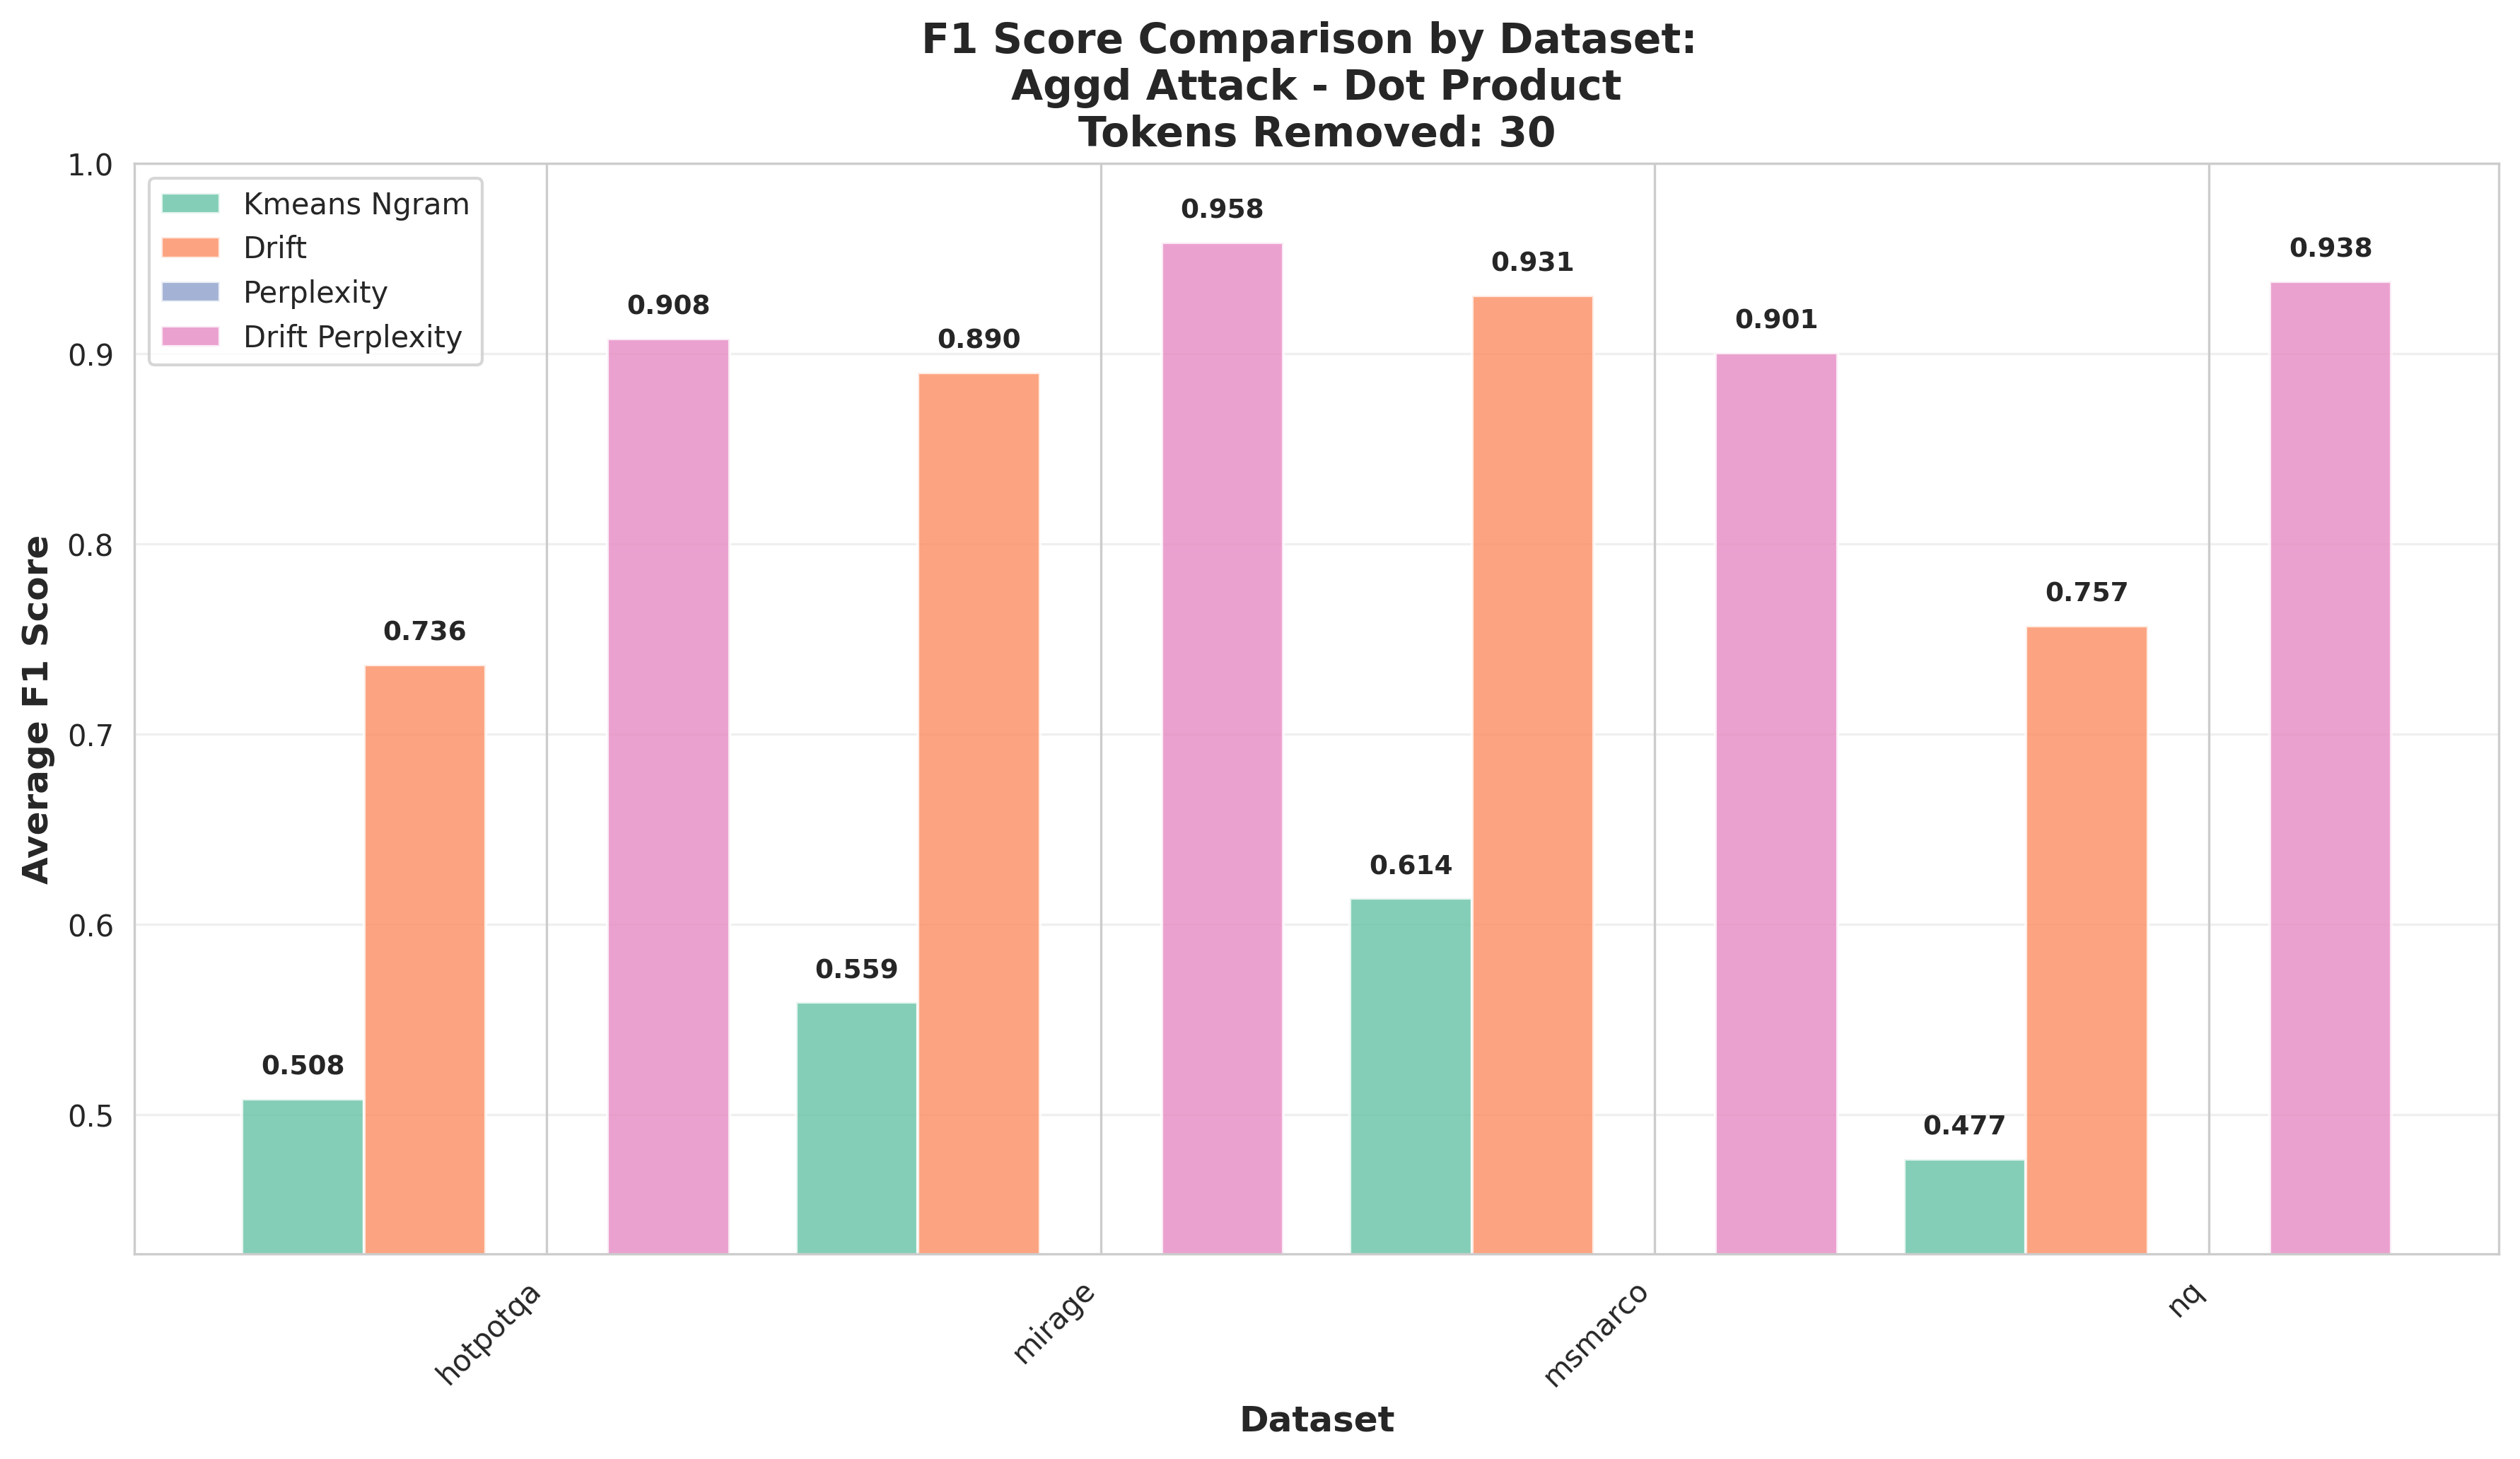 F1 Score Comparison by Dataset:
Aggd Attack - Dot Product
Tokens Removed: 30
Kmeans Ngram
Drift
Perplexity
Drift Perplexity
Average F1 Score
1.0
0.9
0.8
0.7
0.6
0.5
0.508
0.736
0.908
0.559
0.890
0.958
0.614
0.931
0.901
0.477
0.757
0.938
hotpotqa
mirage
msmarco
nq
Dataset